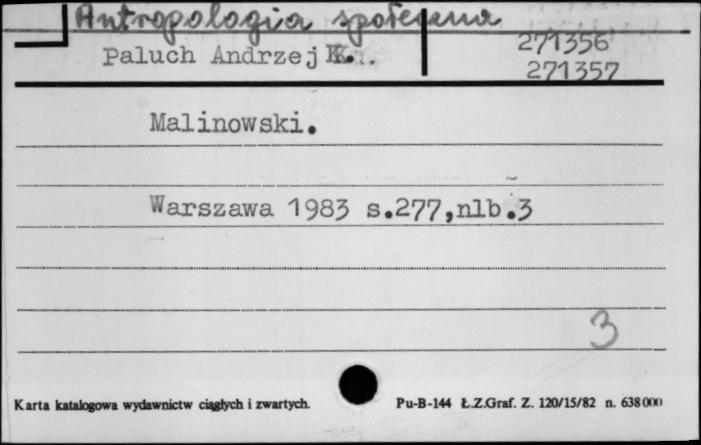 Antropologia społeczna
Paluch Andrzej K.
271356
271357
Malinowski.
Warszawa 1983 s.277,nlb.3
3
Karta katalogowa wydawnictw ciągłych i zwartych. Pu-B-144 Ł.Z.Graf. Z. 120/15/82 n. 638000